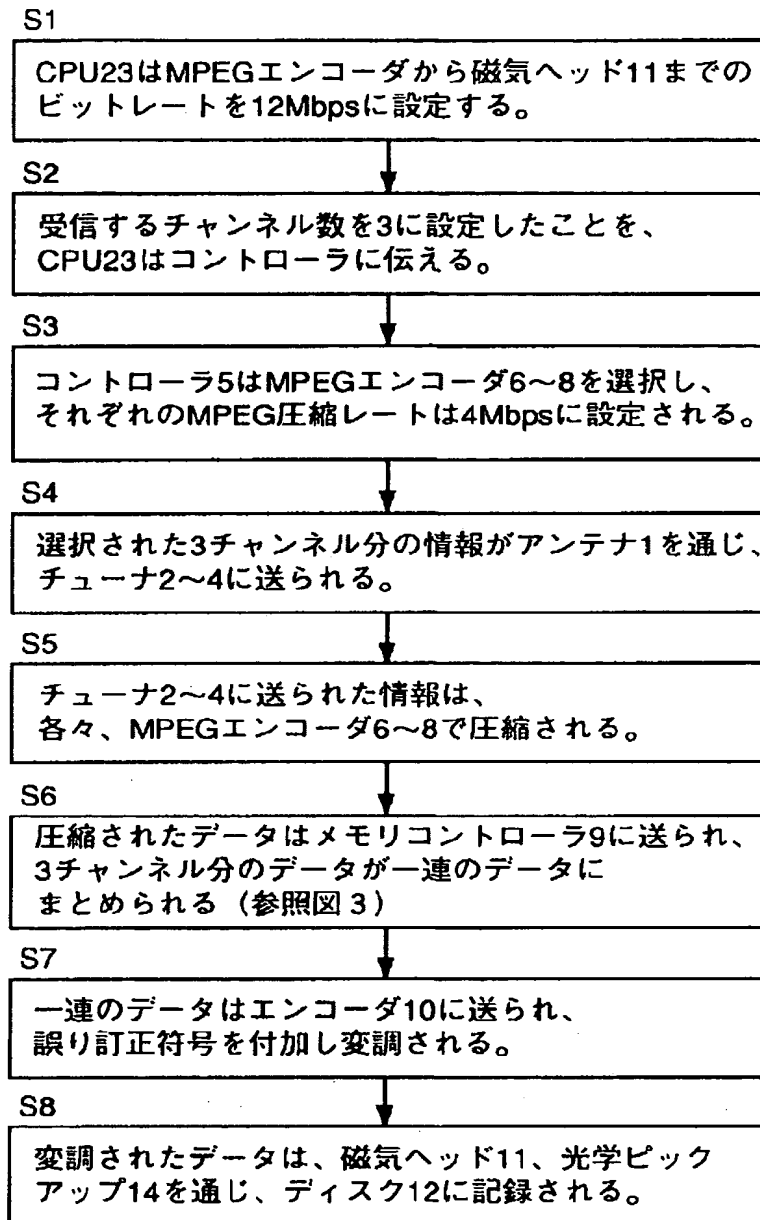 S1
CPU23はMPEGエンコーダから磁気ヘッド11までの
ビットレートを12Mbpsに設定する。
S2
受信するチャンネル数を3に設定したことを、
CPU23はコントローラに伝える。
S3
コントローラ5はMPEGエンコーダ6～8を選択し、
それぞれのMPEG圧縮レートは4Mbpsに設定される。
S4
選択された3チャンネル分の情報がアンテナ1を通じ、
チューナ2～4に送られる。
S5
チューナ2～4に送られた情報は、
各々、MPEGエンコーダ6～8で圧縮される。
S6
圧縮されたデータはメモリコントローラ9に送られ、
3チャンネル分のデータが一連のデータに
まとめられる（参照図３）
S7
一連のデータはエンコーダ10に送られ、
誤り訂正符号を付加し変調される。
S8
変調されたデータは、磁気ヘッド11、光学ピック
アップ14を通じ、ディスク12に記録される。